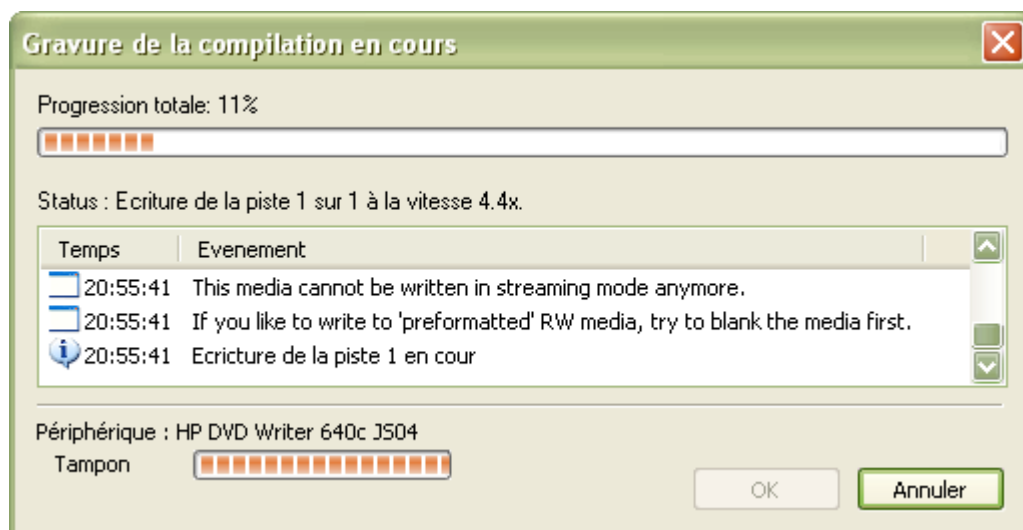 Gravure de la compilation en cours
Progression totale: 11%
Status : Ecriture de la piste 1 sur 1 à la vitesse 4.4x.
Temps Evenement
20:55:41 This media cannot be written in streaming mode anymore.
20:55:41 If you like to write to 'preformatted' RW media, try to blank the media first.
20:55:41 Ecricture de la piste 1 en cour
Périphérique : HP DVD Writer 640c JS04
Tampon
OK Annuler